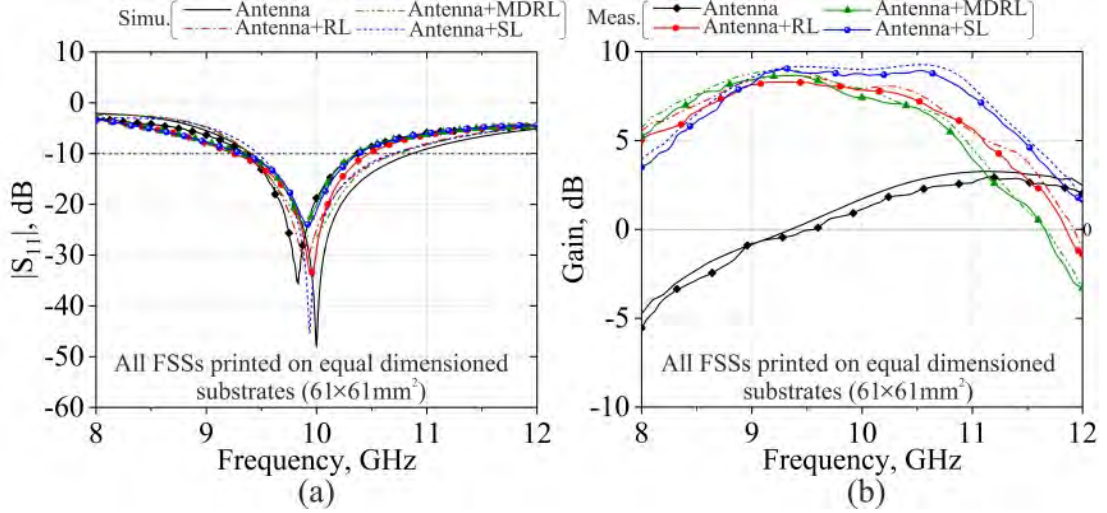 Simu. Antenna Antenna+MDRL
Antenna+RL Antenna+SL
Meas. Antenna Antenna+MDRL
Antenna+RL Antenna+SL
10
0
-10
-20
-30
-40
-50
-60
|S11|, dB
All FSSs printed on equal dimensioned
substrates (61×61mm²)
8 9 10 11 12
Frequency, GHz
(a)
10
5
0
-5
-10
Gain, dB
0
All FSSs printed on equal dimensioned
substrates (61×61mm²)
8 9 10 11 12
Frequency, GHz
(b)